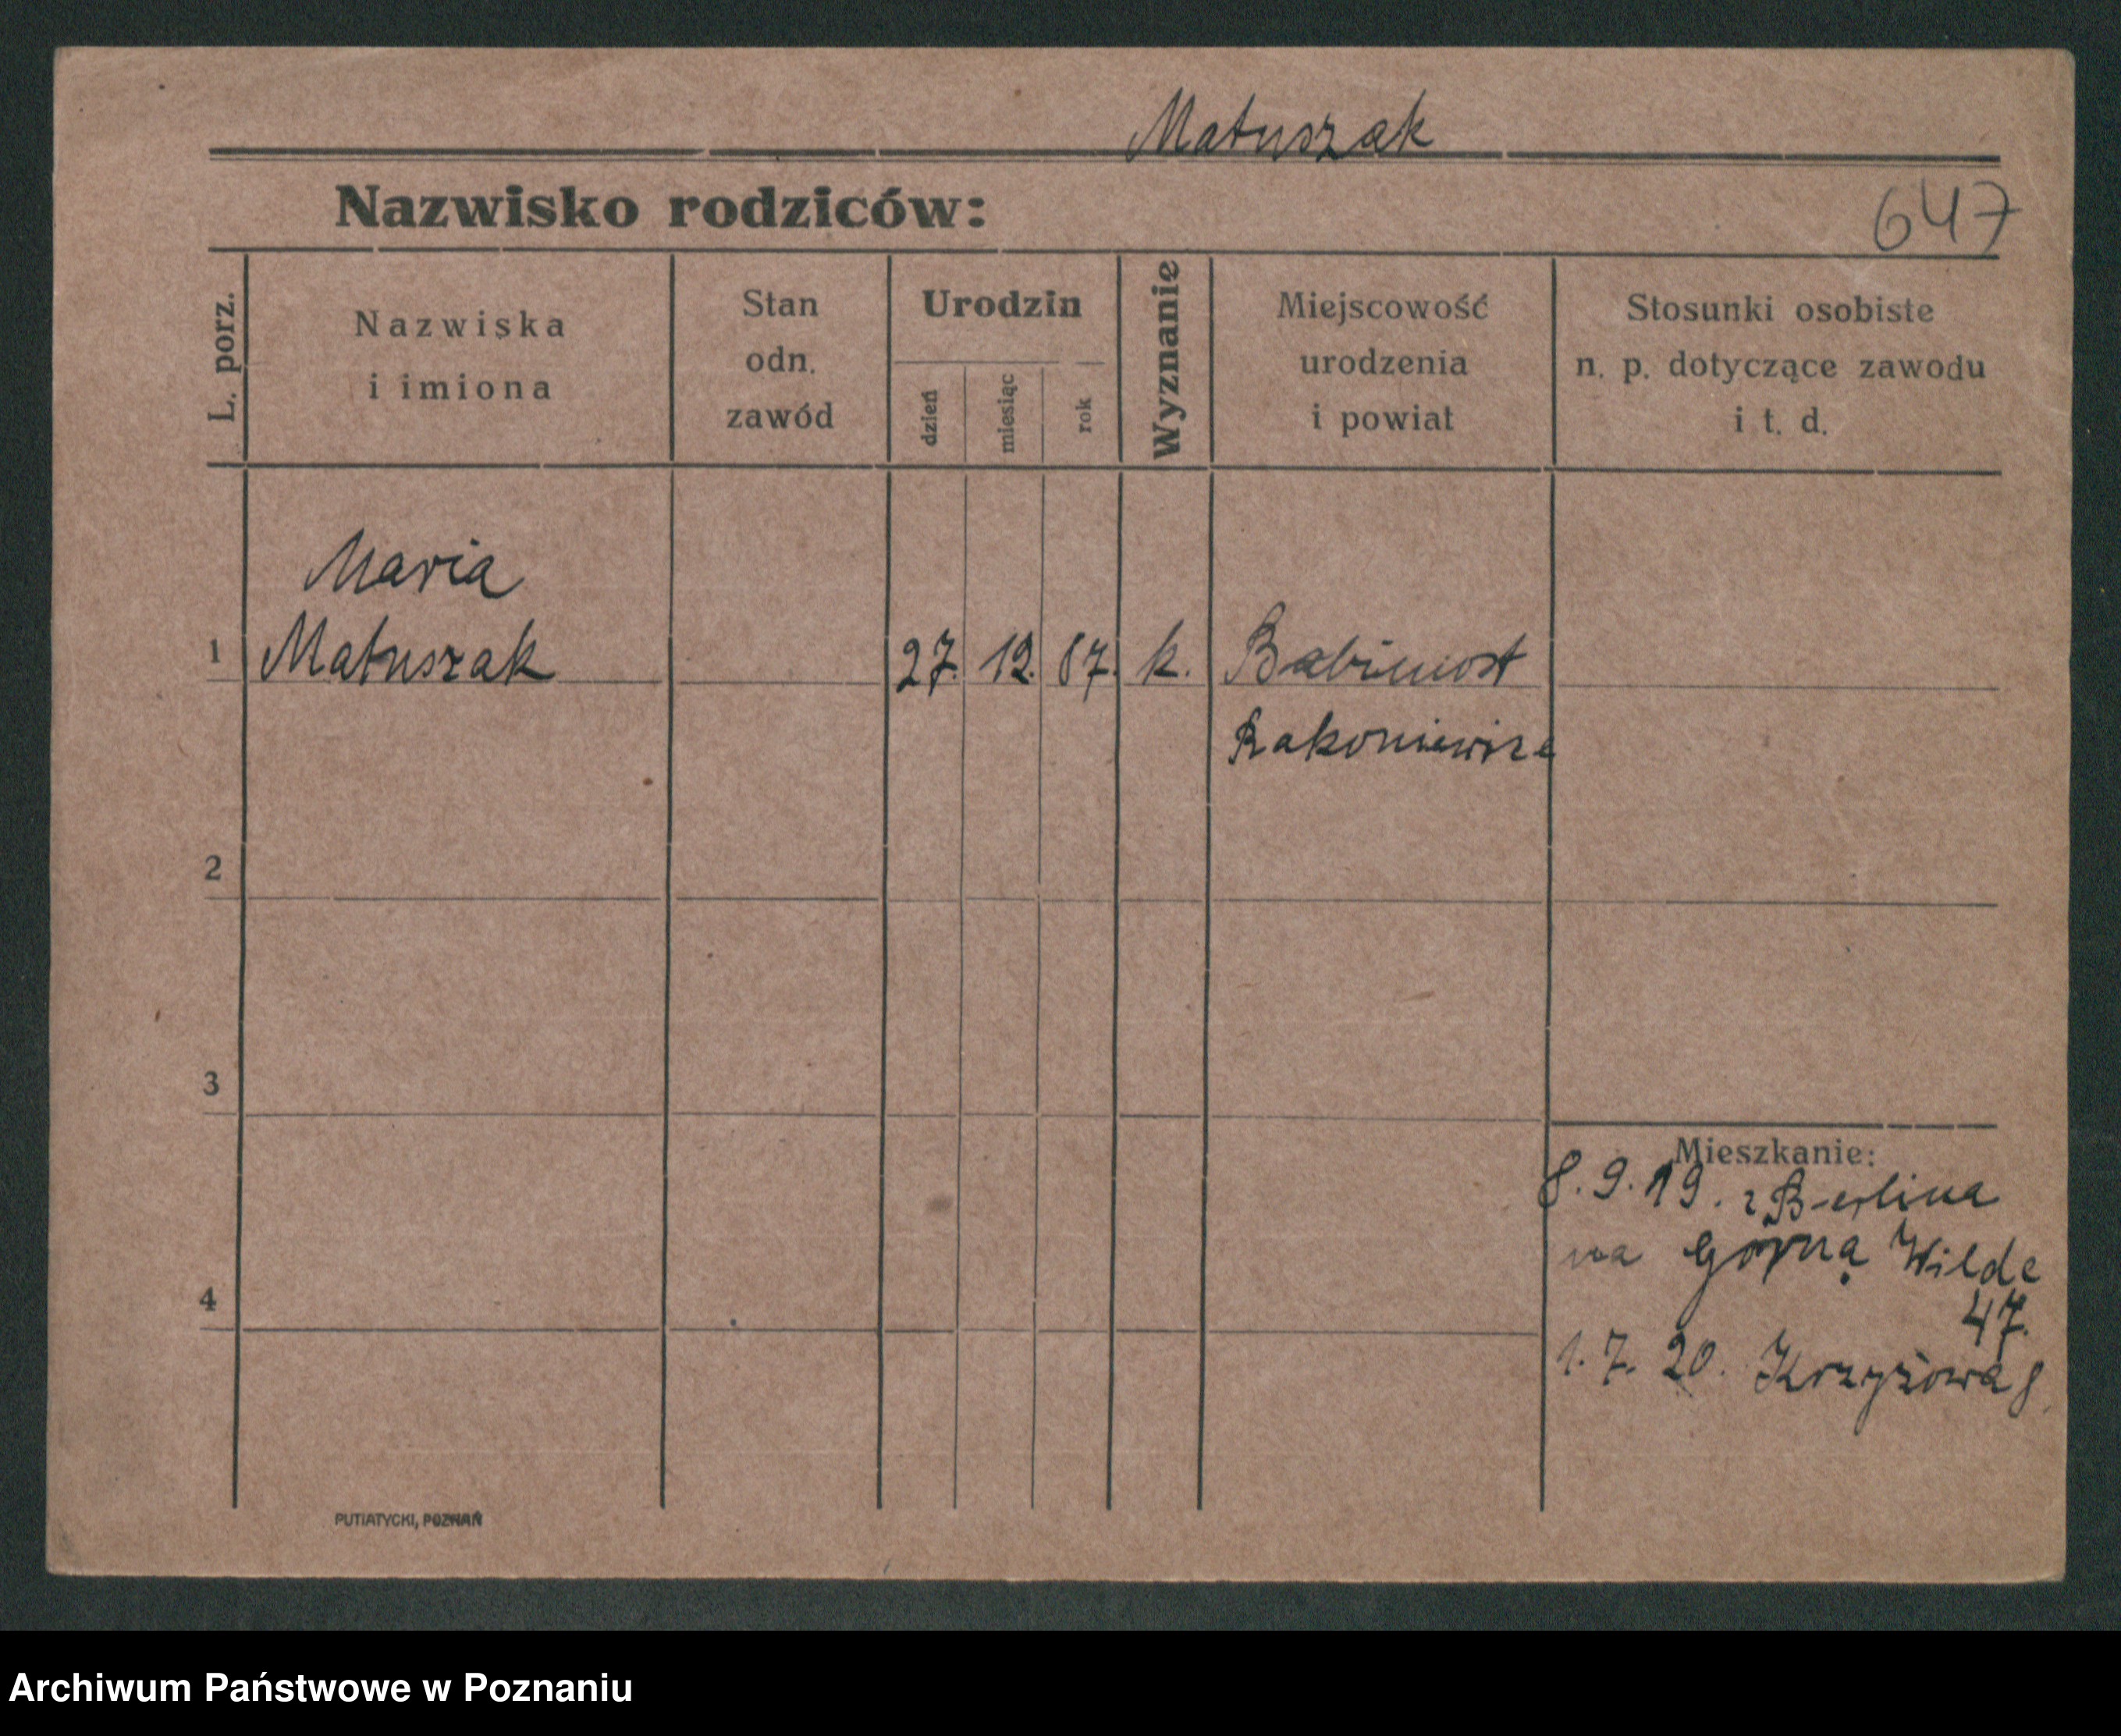 Matuszak
Nazwisko rodziców:
647
L. porz.
Nazwiska
i imiona
Stan
odn.
zawód
Urodzin
dzień
miesiąc
rok
Wyznanie
Miejscowość
urodzenia
i powiat
Stosunki osobiste
n. p. dotyczące zawodu
i t. d.
Maria
1 Matuszak 27. 12. 87. k. Babimost
Rakoniewice
2
3
Mieszkanie:
8. 9. 19. z Berlina
na Górną Wildę
47.
4
1. 7. 20. Krzyżowa 8.
PUTIATYCKI, POZNAŃ
Archiwum Państwowe w Poznaniu